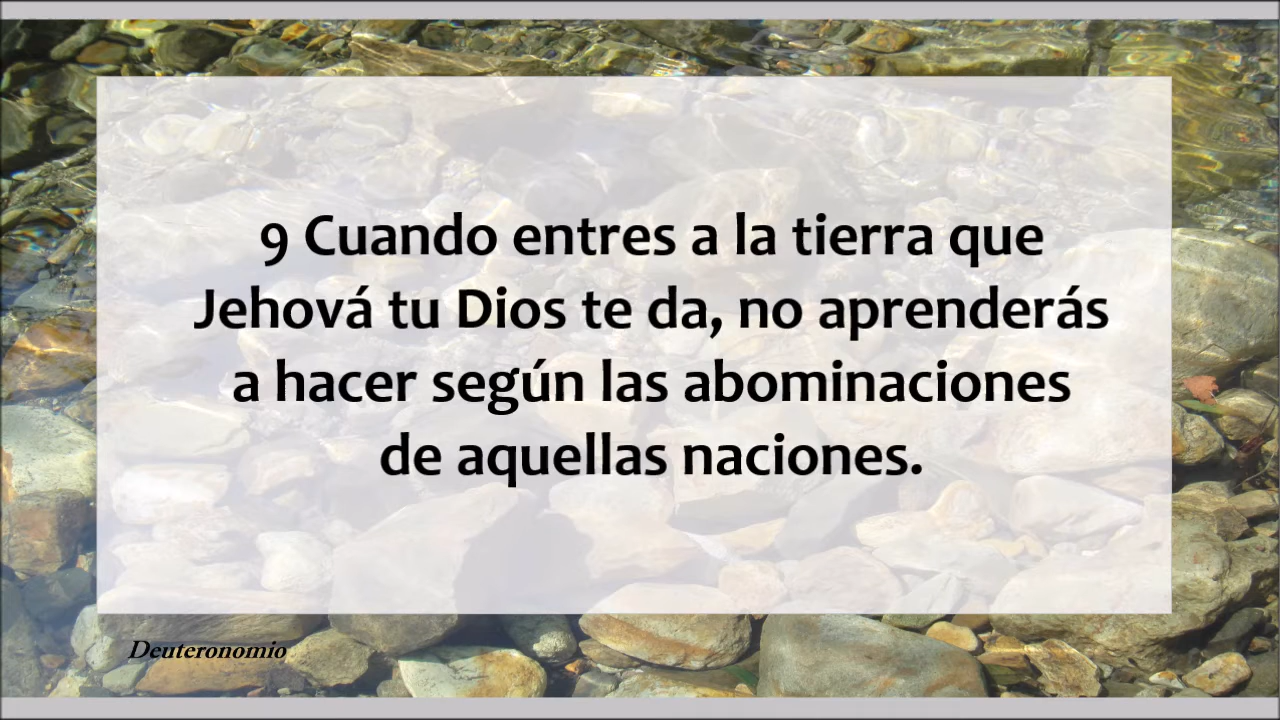 9 Cuando entres a la tierra que
Jehová tu Dios te da, no aprenderás
a hacer según las abominaciones
de aquellas naciones.
Deuteronomio